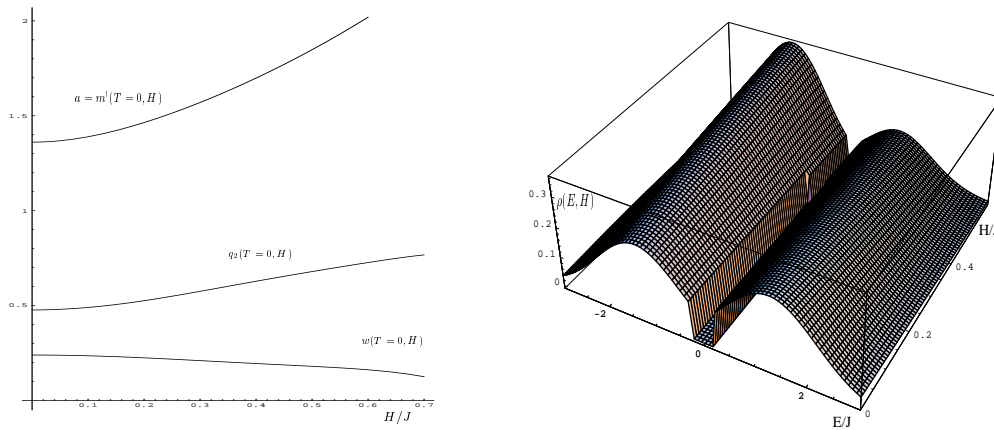 2
a = m'(T = 0, H)
1.5
1
q₂(T = 0, H)
0.5
w(T = 0, H)
0.1 0.2 0.3 0.4 0.5 0.6 0.7
H/J
0.3
ρ(E, H)
0.2
0.1
0
-2
0
2
E/J
0
0.2
0.4